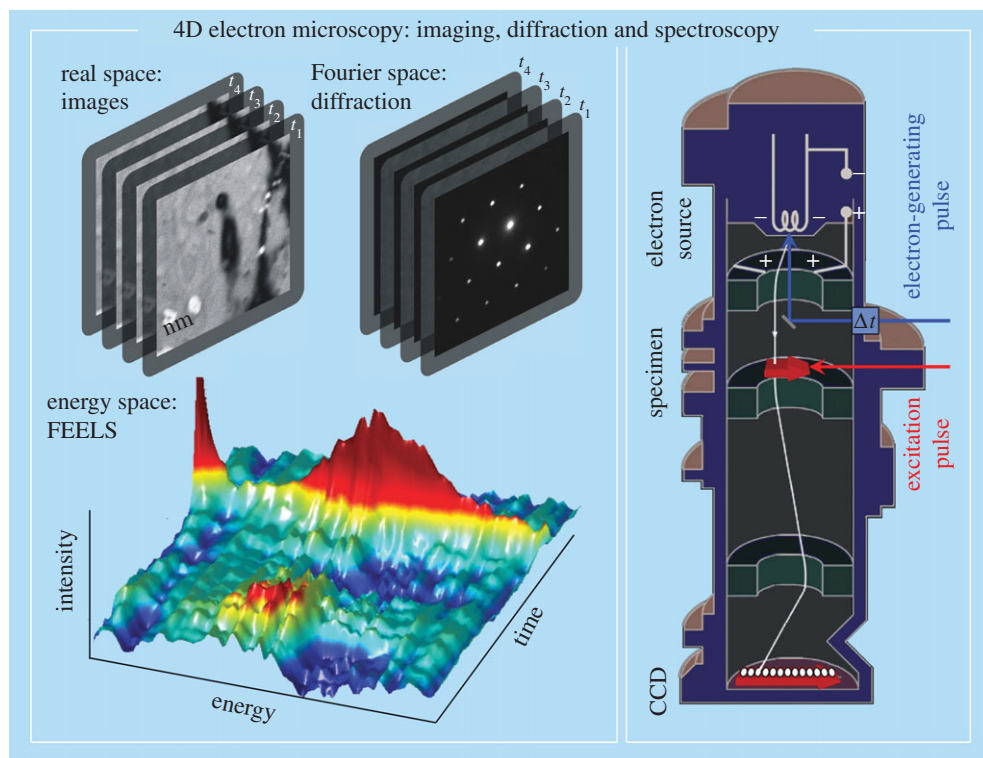 4D electron microscopy: imaging, diffraction and spectroscopy
real space:
images
t4
t3
t2
t1
nm
Fourier space:
diffraction
t4
t3
t2
t1
energy space:
FEELS
intensity
energy
time
electron
source
specimen
CCD
electron-generating
pulse
excitation
pulse
Δt
−
+
−
−
+
+